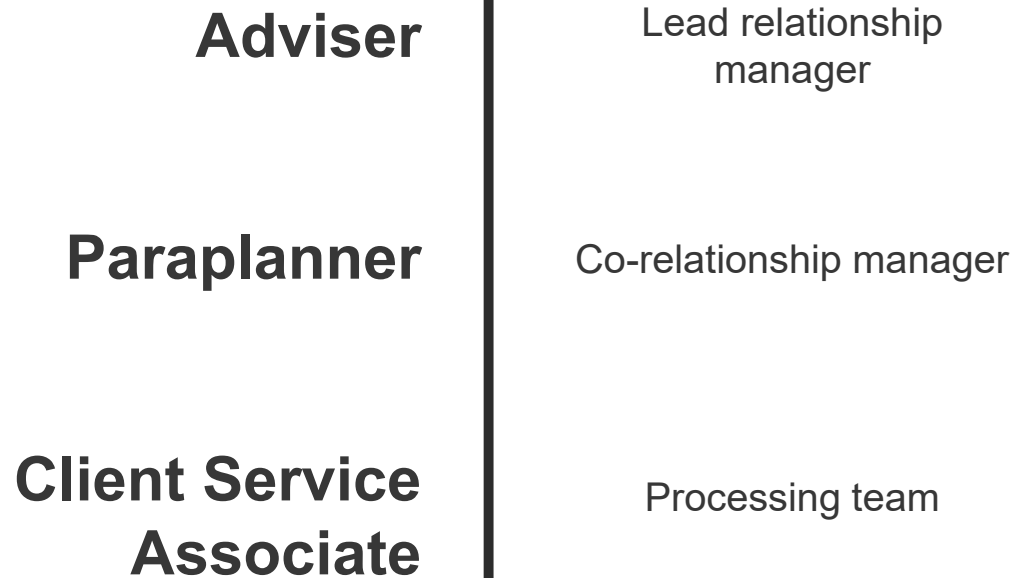 Adviser
Lead relationship
manager
Paraplanner
Co-relationship manager
Client Service
Associate
Processing team